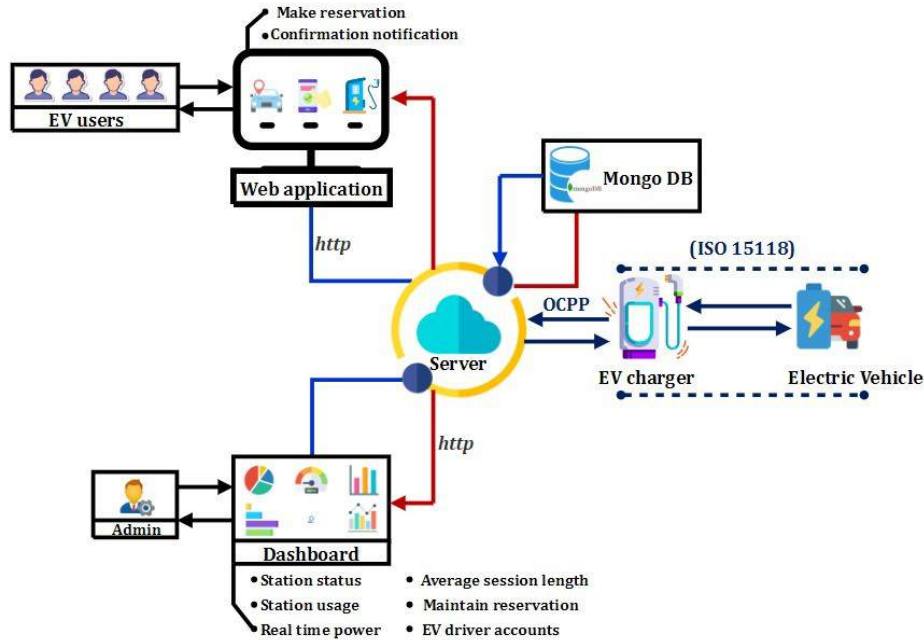 Make reservation
Confirmation notification
EV users
Web application
mongoDB
Mongo DB
http
(ISO 15118)
OCPP
Server
EV charger
Electric Vehicle
http
Admin
Dashboard
Station status
Average session length
Station usage
Maintain reservation
Real time power
EV driver accounts